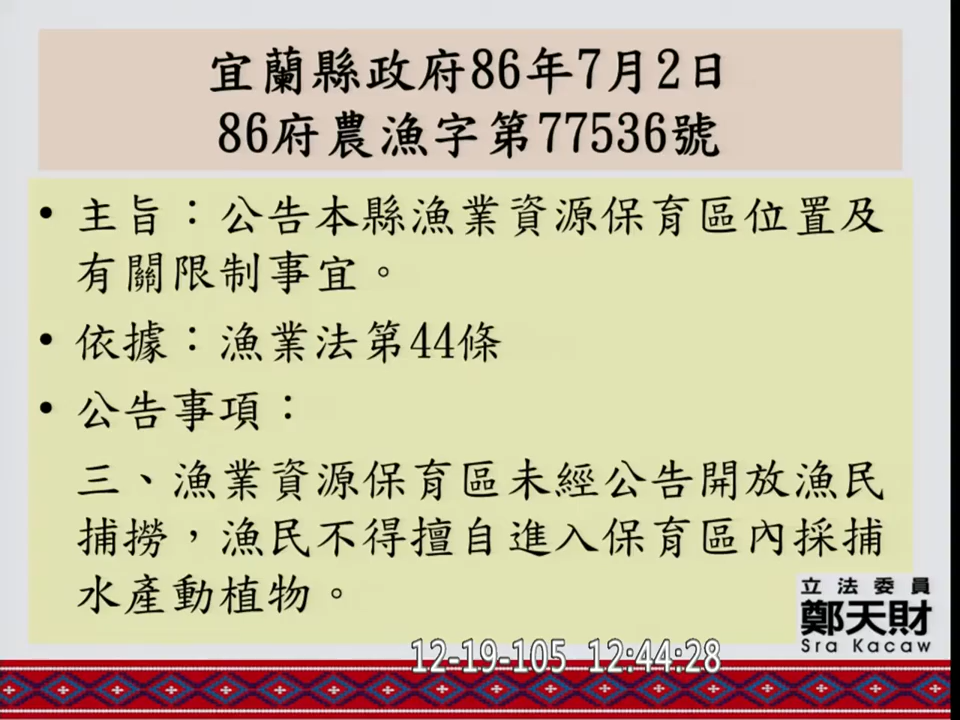 宜蘭縣政府86年7月2日
86府農漁字第77536號
• 主旨：公告本縣漁業資源保育區位置及
有關限制事宜。
• 依據：漁業法第44條
• 公告事項：
三、漁業資源保育區未經公告開放漁民
捕撈，漁民不得擅自進入保育區內採捕
水產動植物。
立法委員
鄭天財
Sra Kacaw
12-19-105 12:44:28